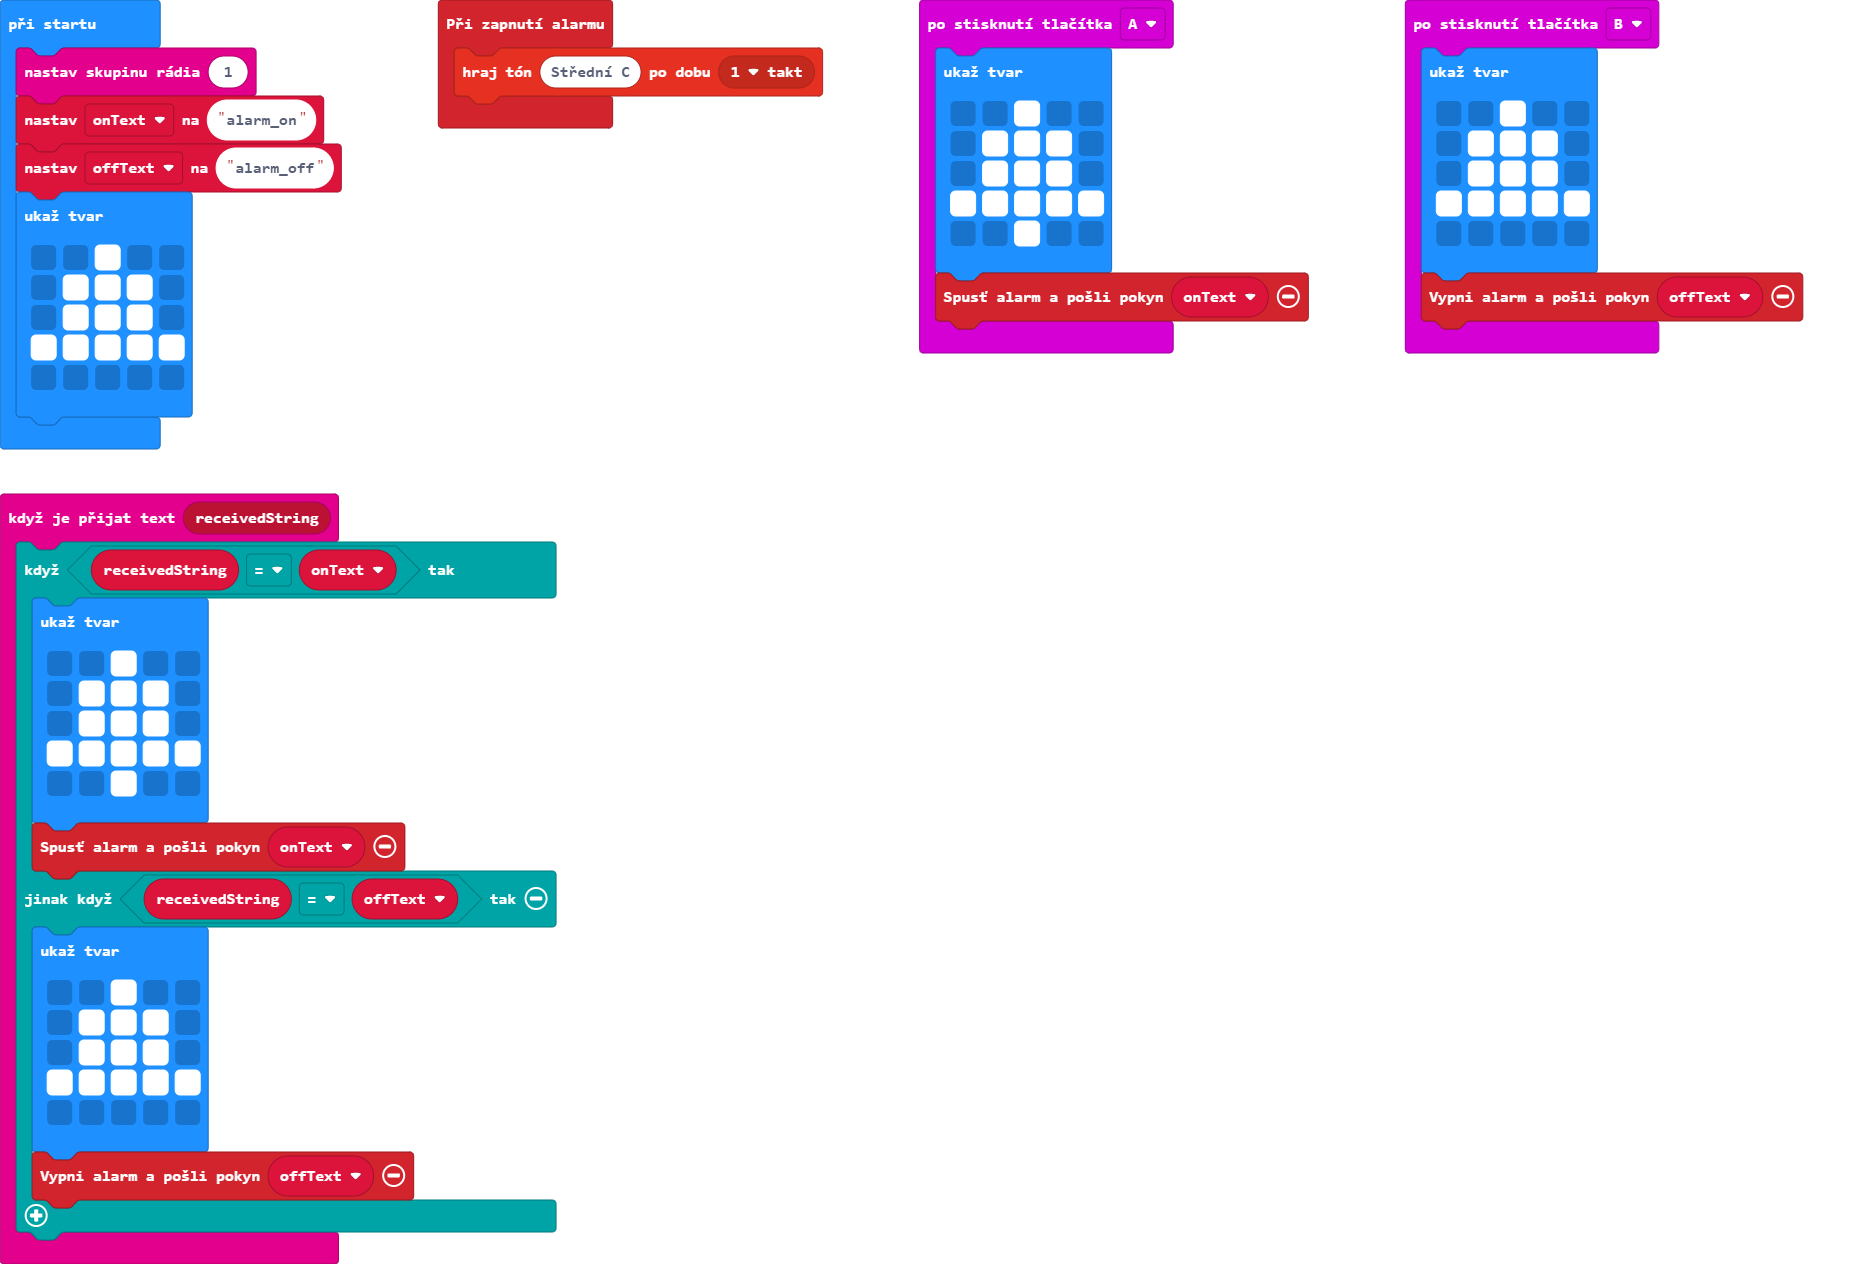 při startu
nastav skupinu rádia 1
nastav onText na "alarm_on"
nastav offText na "alarm_off"
ukaž tvar
Při zapnutí alarmu
hraj tón Střední C po dobu 1 takt
po stisknutí tlačítka A
ukaž tvar
Spusť alarm a pošli pokyn onText
po stisknutí tlačítka B
ukaž tvar
Vypni alarm a pošli pokyn offText
když je přijat text receivedString
když receivedString = onText tak
ukaž tvar
Spusť alarm a pošli pokyn onText
jinak když receivedString = offText tak
ukaž tvar
Vypni alarm a pošli pokyn offText